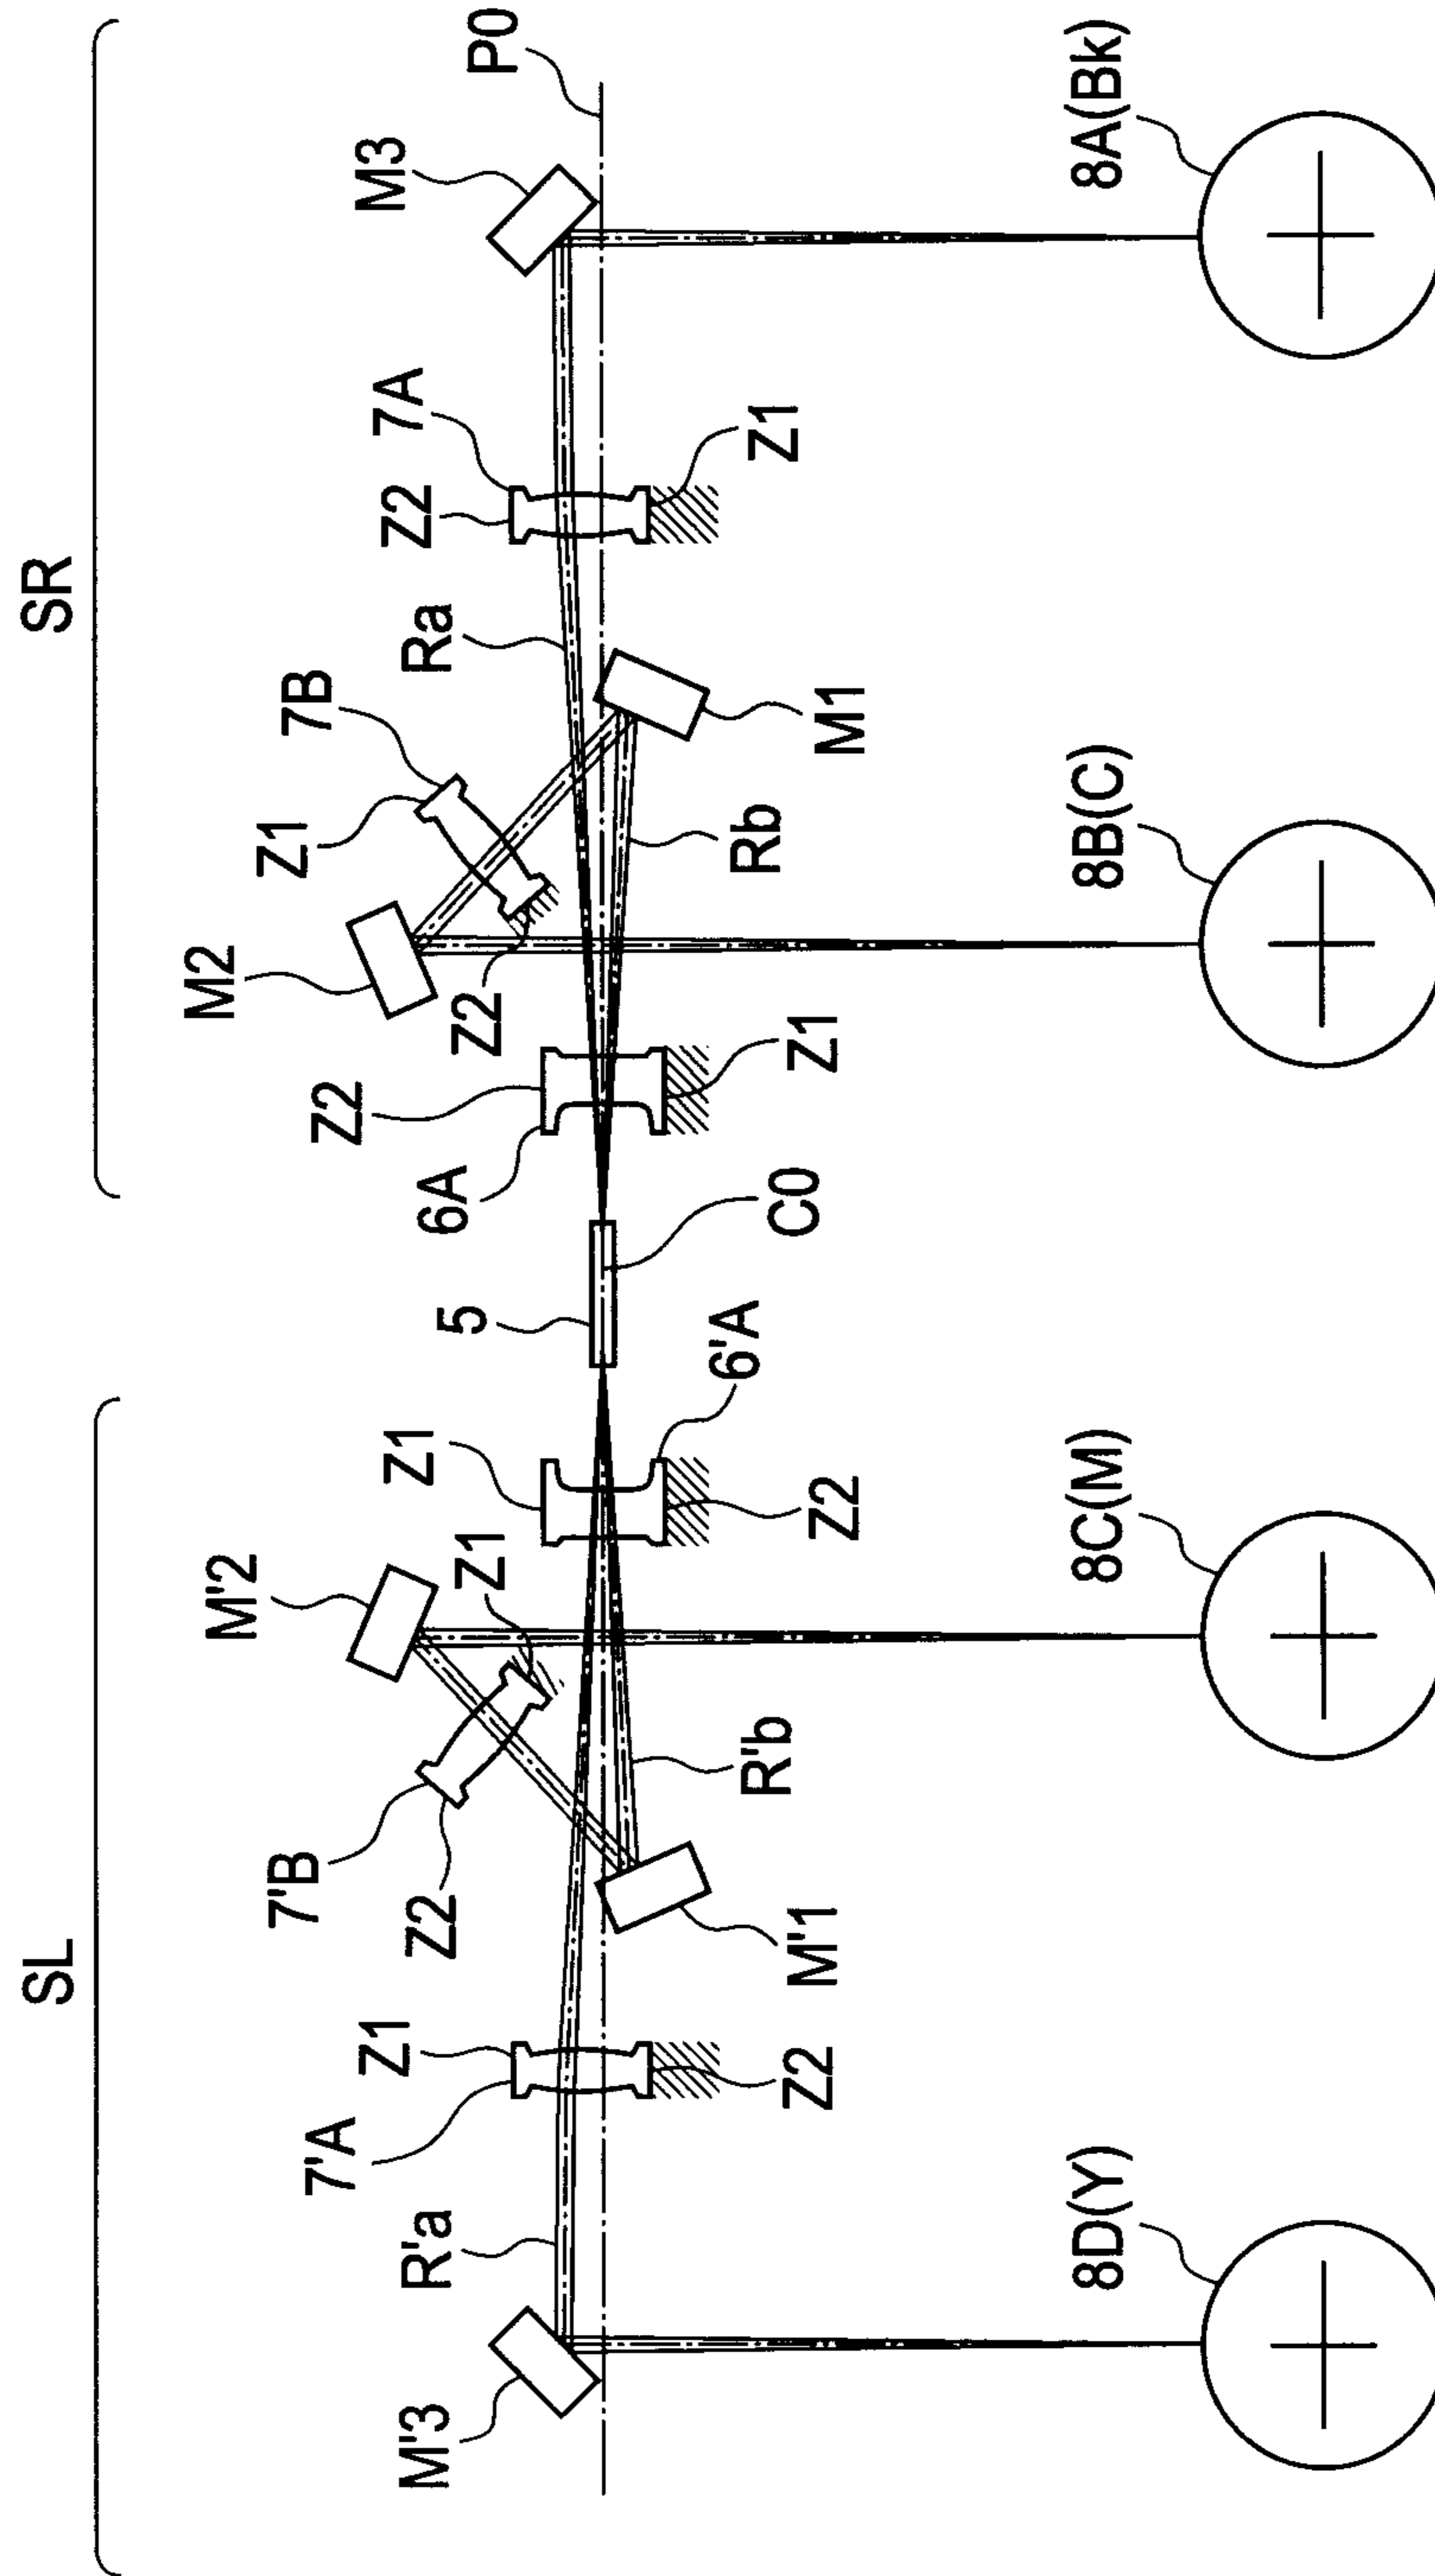 SL
SR
M'3
R'a
7'A
Z1
Z2
M'1
7'B
Z2
M'2
Z1
R'b
Z1
Z2
6'A
5
C0
6A
Z2
Z1
M2
Z2
Z1
7B
Rb
M1
Ra
Z2
7A
Z1
M3
P0
8D(Y)
8C(M)
8B(C)
8A(Bk)